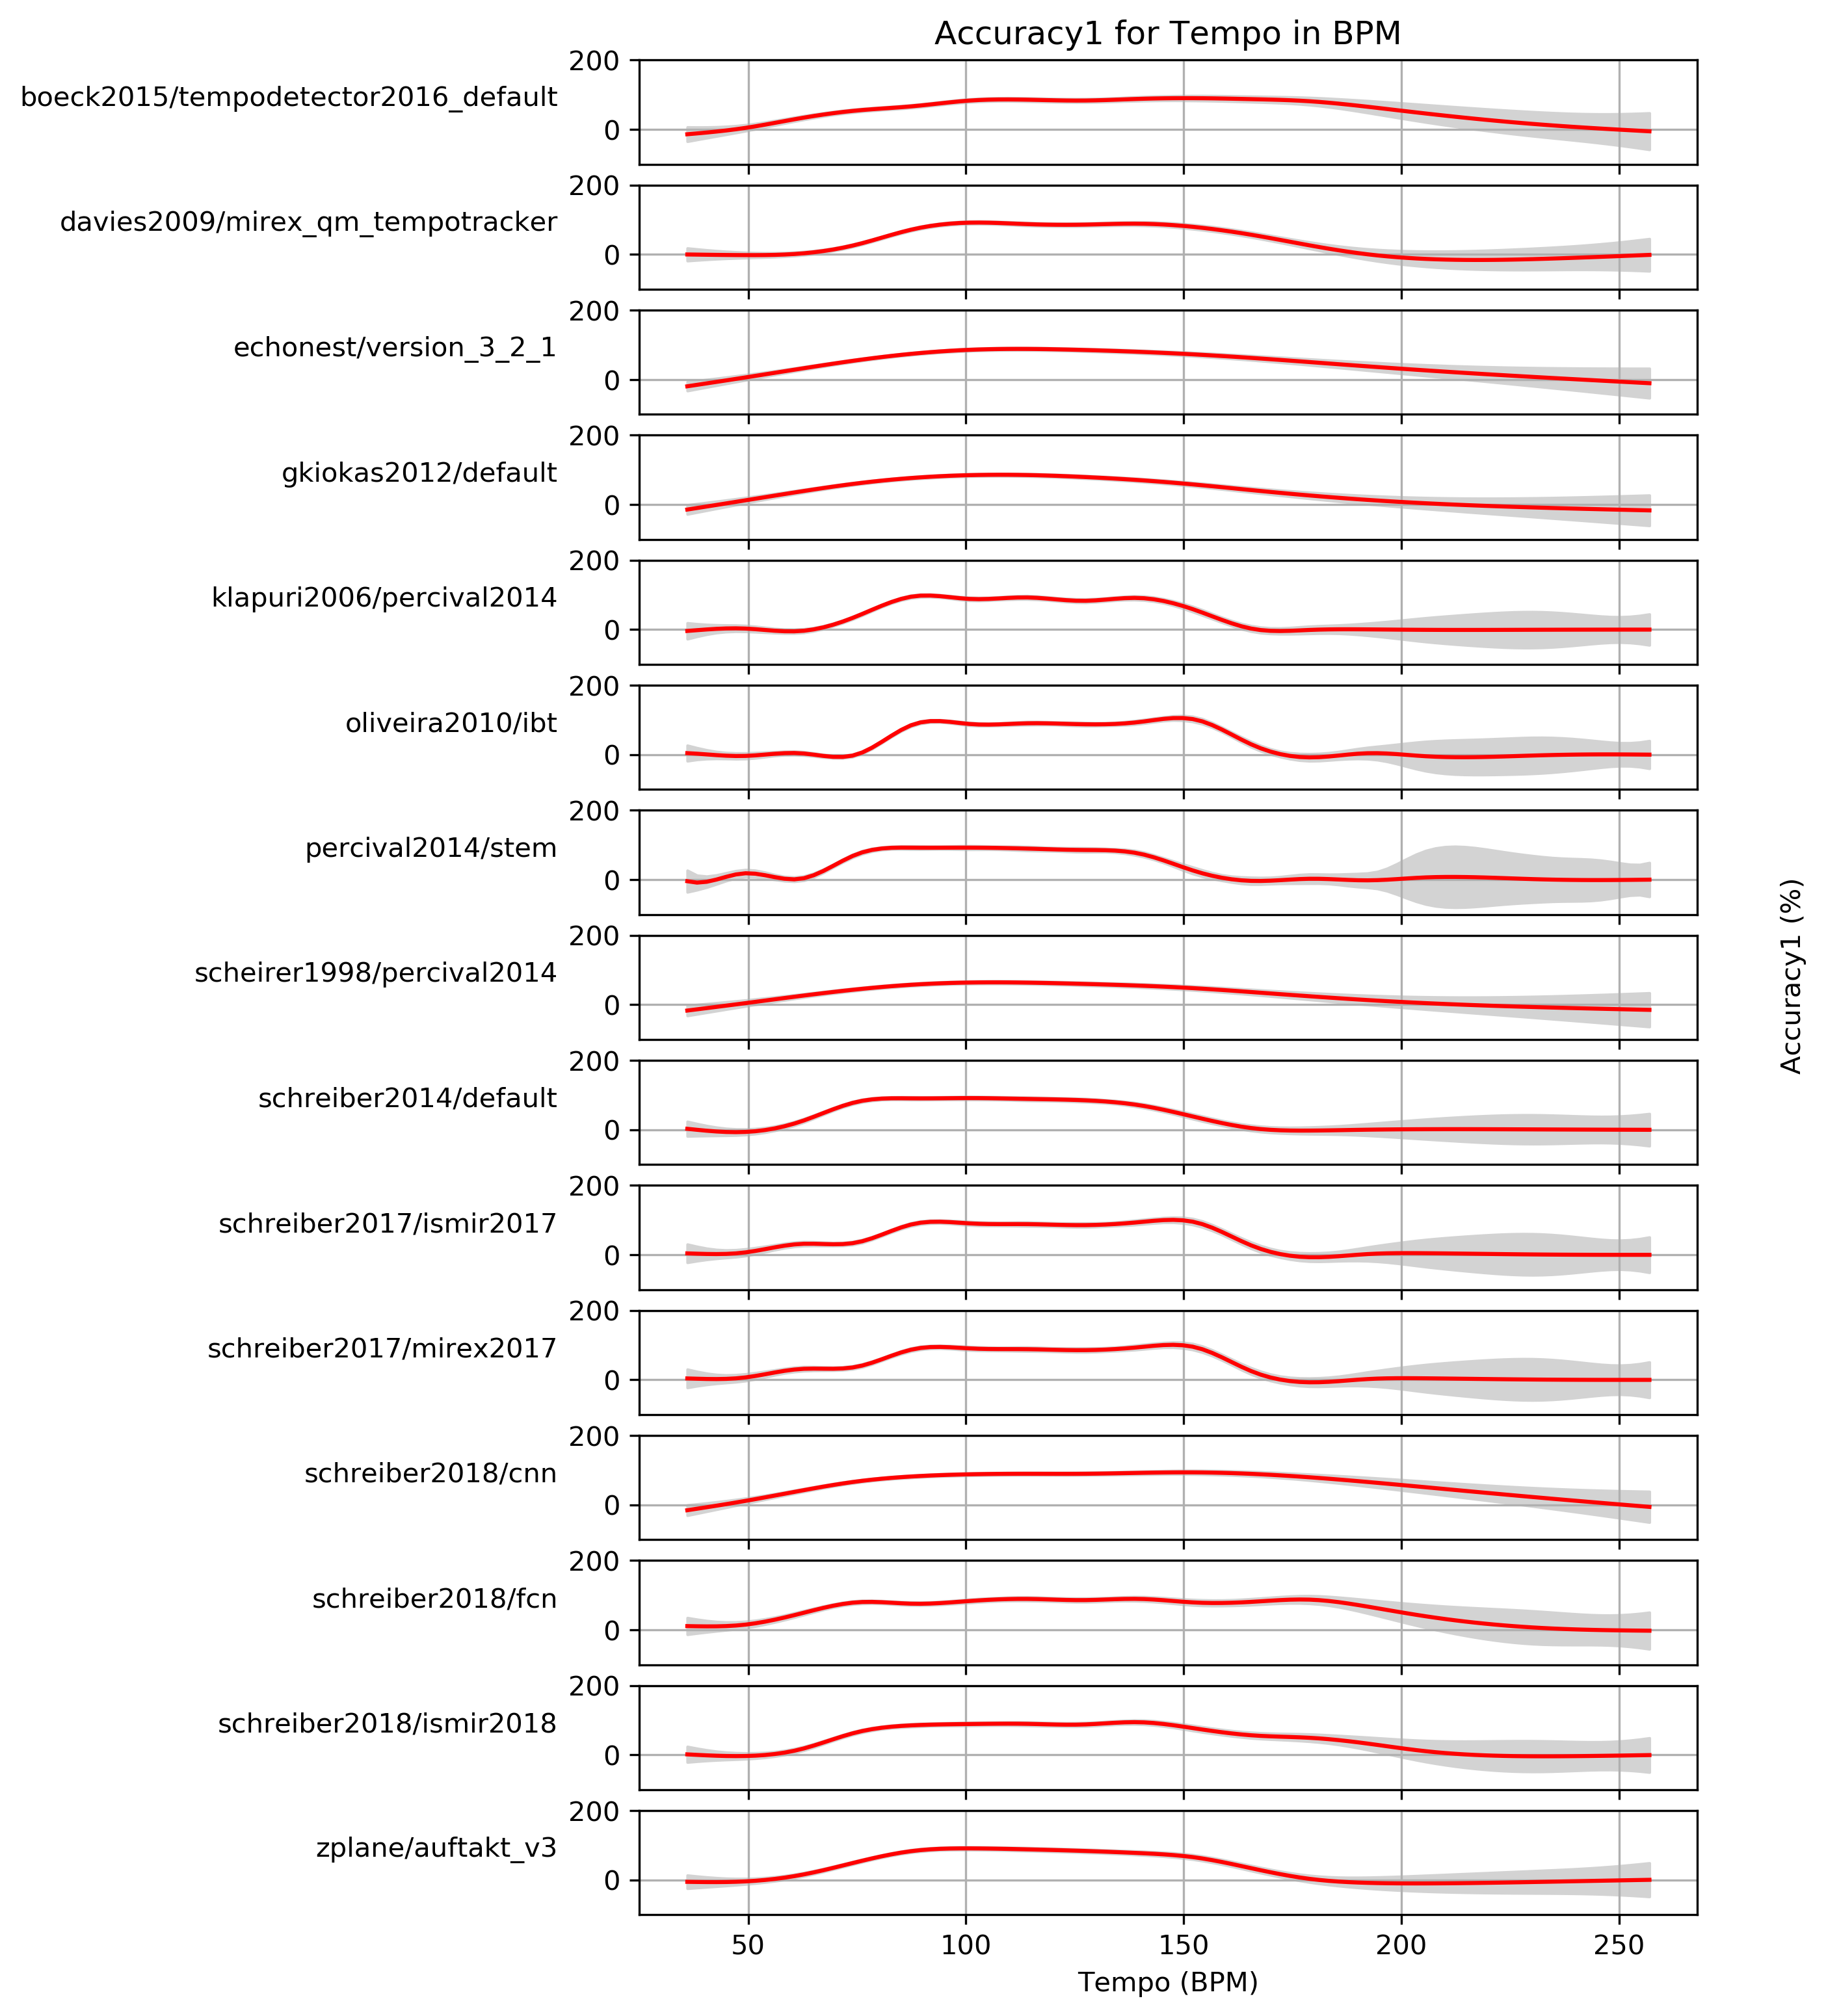 Accuracy1 for Tempo in BPM
200
boeck2015/tempodetector2016_default
0
200
davies2009/mirex_qm_tempotracker
0
200
echonest/version_3_2_1
0
200
gkiokas2012/default
0
200
klapuri2006/percival2014
0
200
oliveira2010/ibt
0
200
percival2014/stem
0
200
scheirer1998/percival2014
0
200
schreiber2014/default
0
200
schreiber2017/ismir2017
0
200
schreiber2017/mirex2017
0
200
schreiber2018/cnn
0
200
schreiber2018/fcn
0
200
schreiber2018/ismir2018
0
200
zplane/auftakt_v3
0
50 100 150 200 250
Tempo (BPM)
Accuracy1 (%)